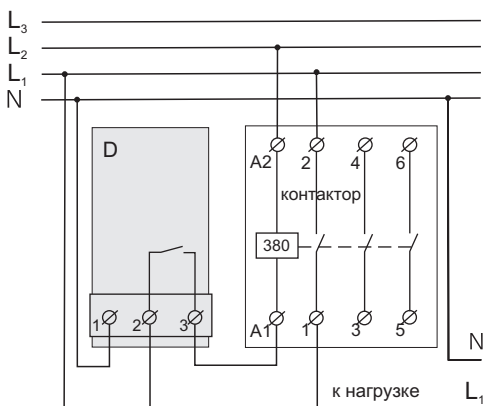 L₃
L₂
L₁
N
D
A2 2 4 6
контактор
380
1 2 3
A1 1 3 5
N
к нагрузке L₁